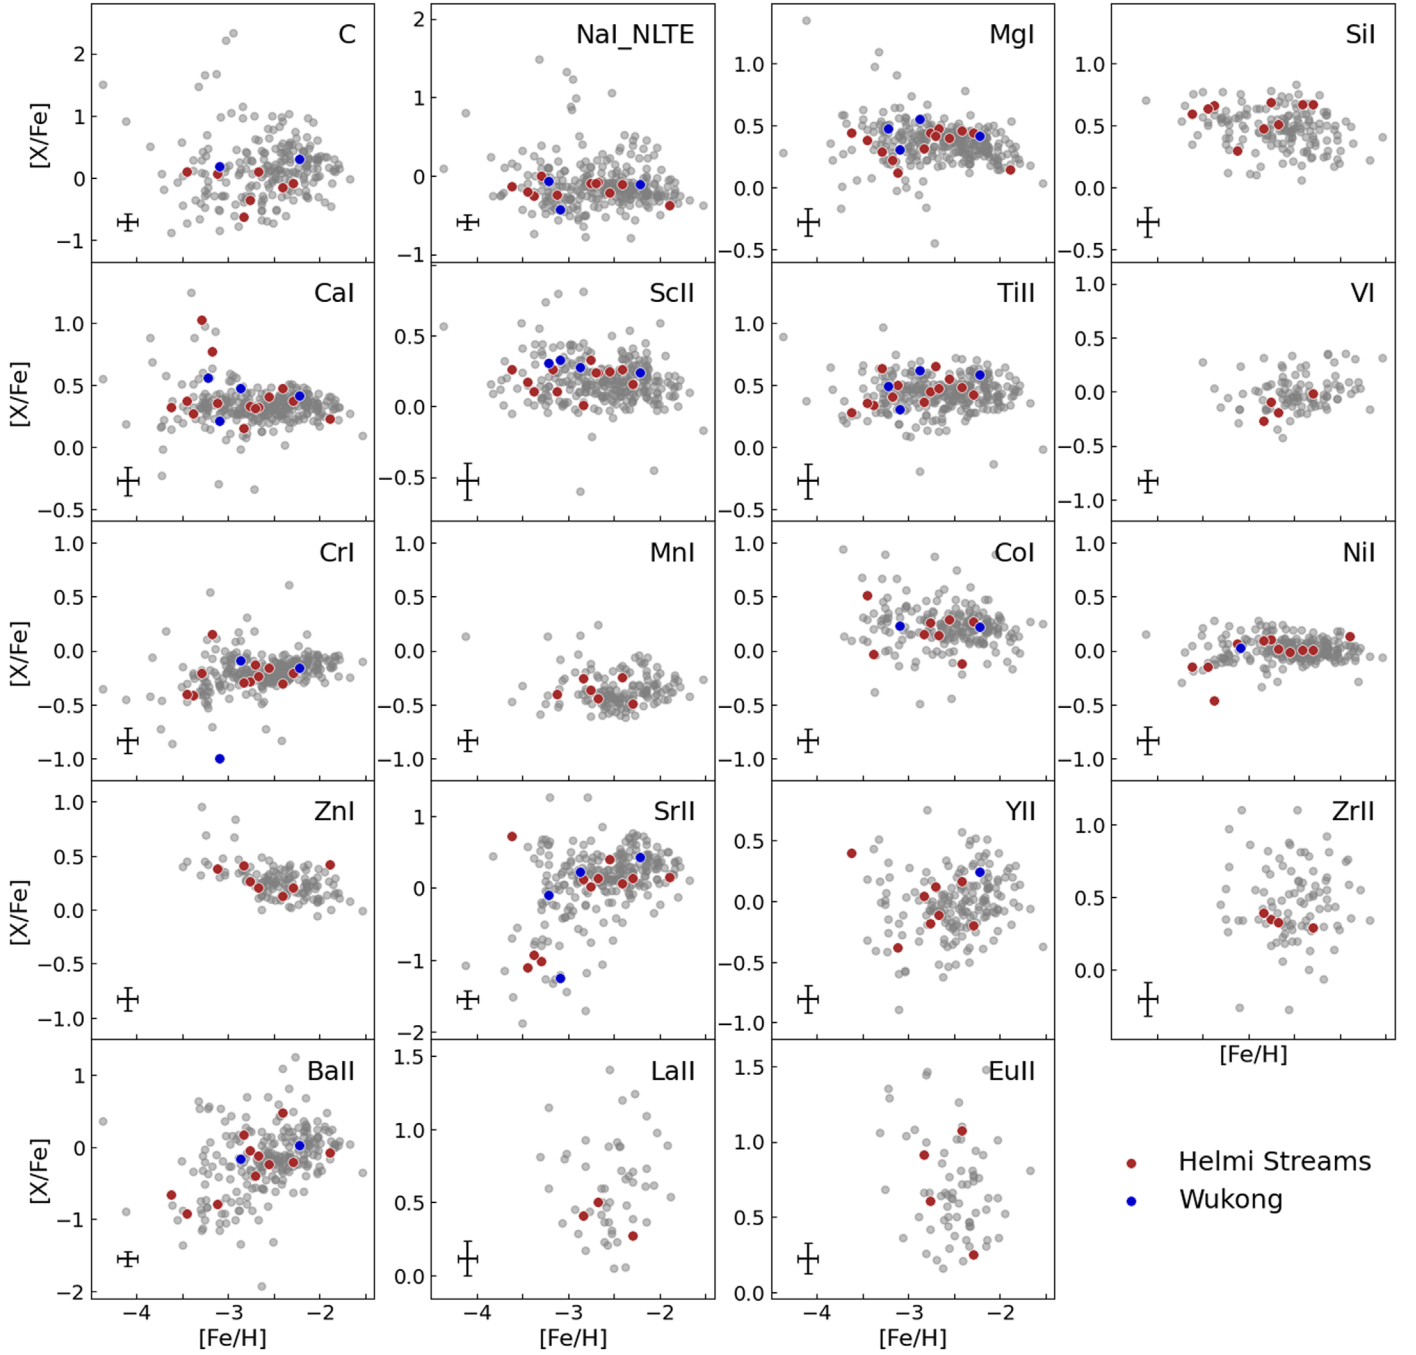 C
NaI_NLTE
MgI
SiI
[X/Fe]
2
1
0
−1
2
1
0
−1
1.0
0.5
0.0
−0.5
1.0
0.5
0.0
−0.5
CaI
ScII
TiII
VI
[X/Fe]
1.0
0.5
0.0
−0.5
0.5
0.0
−0.5
1.0
0.5
0.0
−0.5
1.0
0.5
0.0
−0.5
−1.0
CrI
MnI
CoI
NiI
[X/Fe]
1.0
0.5
0.0
−0.5
−1.0
1.0
0.5
0.0
−0.5
−1.0
1.0
0.5
0.0
−0.5
−1.0
1.0
0.5
0.0
−0.5
−1.0
ZnI
SrII
YII
ZrII
[X/Fe]
1.0
0.5
0.0
−0.5
−1.0
1
0
−1
−2
0.5
0.0
−0.5
−1.0
1.0
0.5
0.0
[Fe/H]
BaII
LaII
EuII
[X/Fe]
1
0
−1
−2
1.5
1.0
0.5
0.0
1.5
1.0
0.5
0.0
Helmi Streams
Wukong
−4 −3 −2
−4 −3 −2
−4 −3 −2
[Fe/H]
[Fe/H]
[Fe/H]